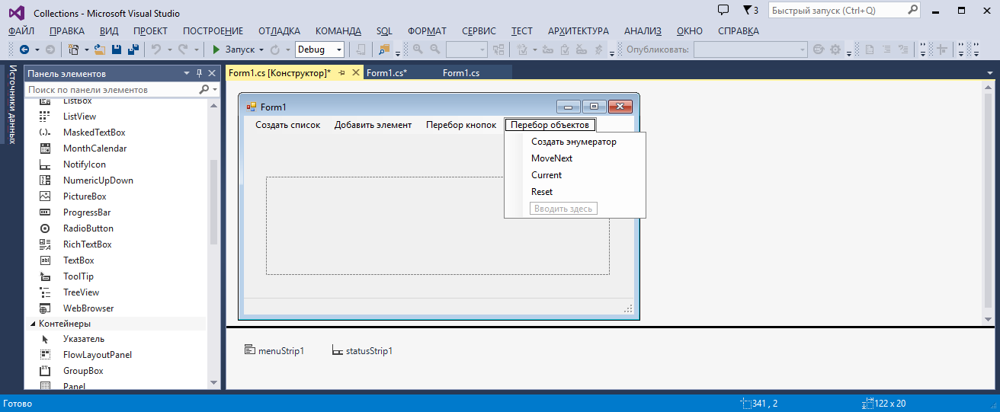 Collections - Microsoft Visual Studio
3
Быстрый запуск (Ctrl+Q)
ФАЙЛ ПРАВКА ВИД ПРОЕКТ ПОСТРОЕНИЕ ОТЛАДКА КОМАНДА SQL ФОРМАТ СЕРВИС ТЕСТ АРХИТЕКТУРА АНАЛИЗ ОКНО СПРАВКА
Запуск Debug Опубликовать:
Источники данных
Панель элементов
Поиск по панели элементов
ListBox
ListView
MaskedTextBox
MonthCalendar
NotifyIcon
NumericUpDown
PictureBox
ProgressBar
RadioButton
RichTextBox
TextBox
ToolTip
TreeView
WebBrowser
Контейнеры
Указатель
FlowLayoutPanel
GroupBox
Panel
Form1.cs [Конструктор]* Form1.cs* Form1.cs
Form1
Создать список Добавить элемент Перебор кнопок Перебор объектов
Создать энумератор
MoveNext
Current
Reset
Вводить здесь
menuStrip1 statusStrip1
Готово 341 , 2 122 x 20